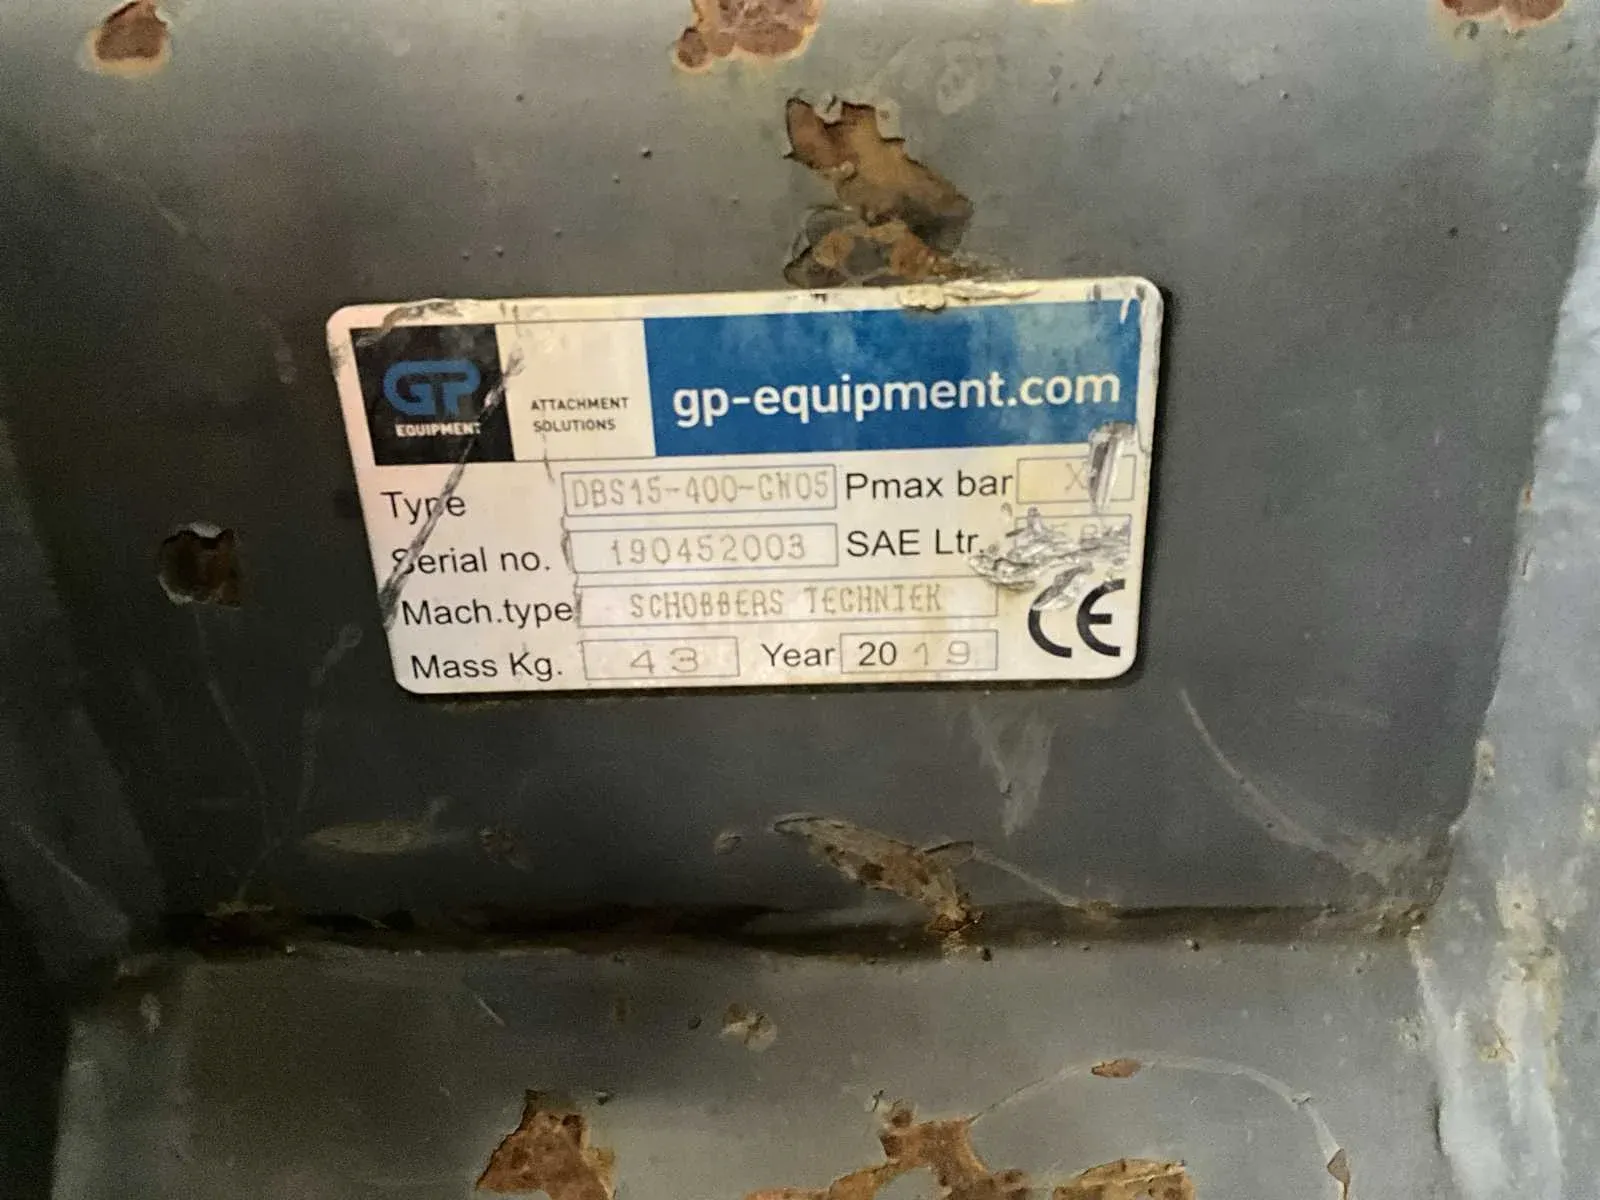 GP
EQUIPMENT
ATTACHMENT
SOLUTIONS
gp-equipment.com
Type DBS15-400-CW05 Pmax bar X
Serial no. 190452003 SAE Ltr.
Mach.type SCHOBBERS TECHNIEK
Mass Kg. 43 Year 2019
CE